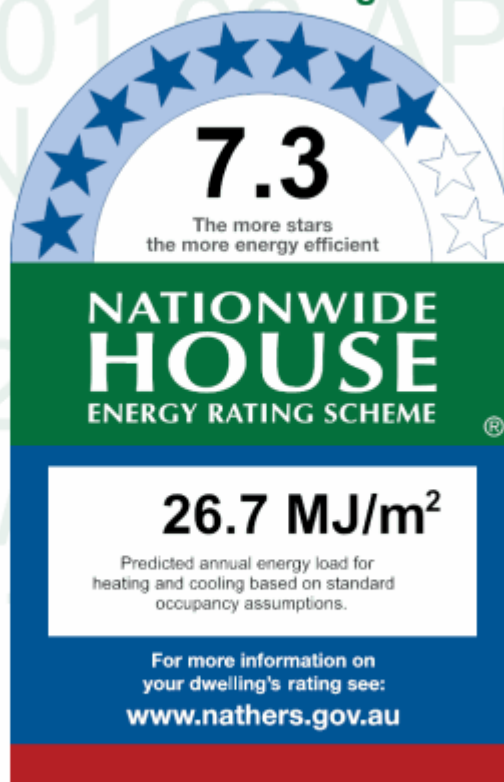 7.3
The more stars
the more energy efficient
NATIONWIDE
HOUSE
ENERGY RATING SCHEME
®
26.7 MJ/m²
Predicted annual energy load for
heating and cooling based on standard
occupancy assumptions.
For more information on
your dwelling's rating see:
www.nathers.gov.au